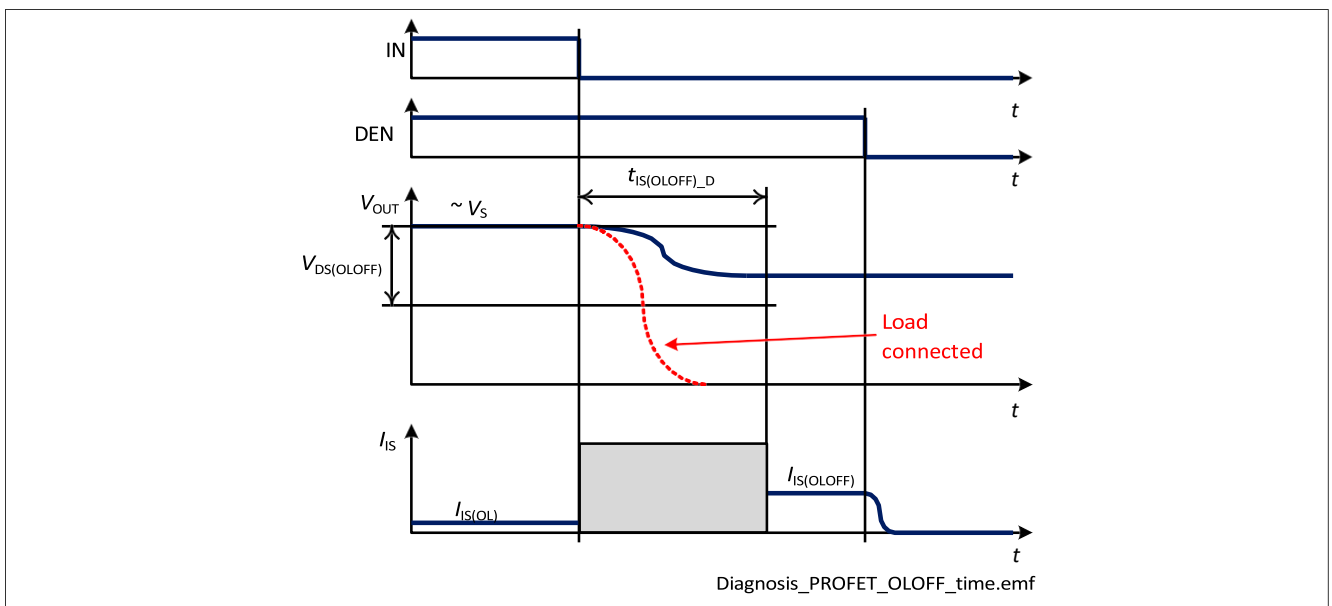 IN
t
DEN
t
tIS(OLOFF)_D
VOUT
~ VS
VDS(OLOFF)
Load
connected
t
IIS
IIS(OL)
IIS(OLOFF)
t
Diagnosis_PROFET_OLOFF_time.emf